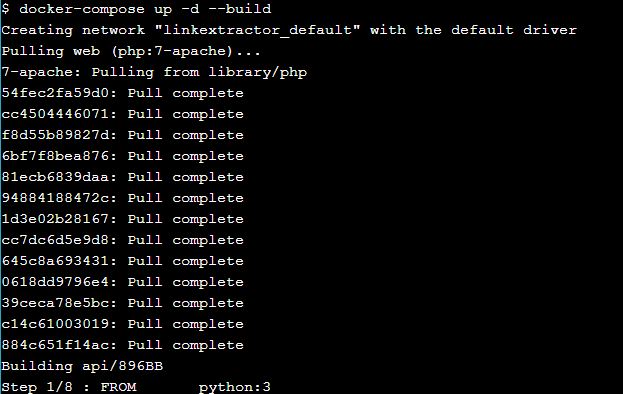 $ docker-compose up -d --build
Creating network "linkextractor_default" with the default driver
Pulling web (php:7-apache)...
7-apache: Pulling from library/php
54fec2fa59d0: Pull complete
cc4504446071: Pull complete
f8d55b89827d: Pull complete
6bf7f8bea876: Pull complete
81ecb6839daa: Pull complete
94884188472c: Pull complete
1d3e02b28167: Pull complete
cc7dc6d5e9d8: Pull complete
645c8a693431: Pull complete
0618dd9796e4: Pull complete
39ceca78e5bc: Pull complete
c14c61003019: Pull complete
884c651f14ac: Pull complete
Building api/896BB
Step 1/8 : FROM       python:3